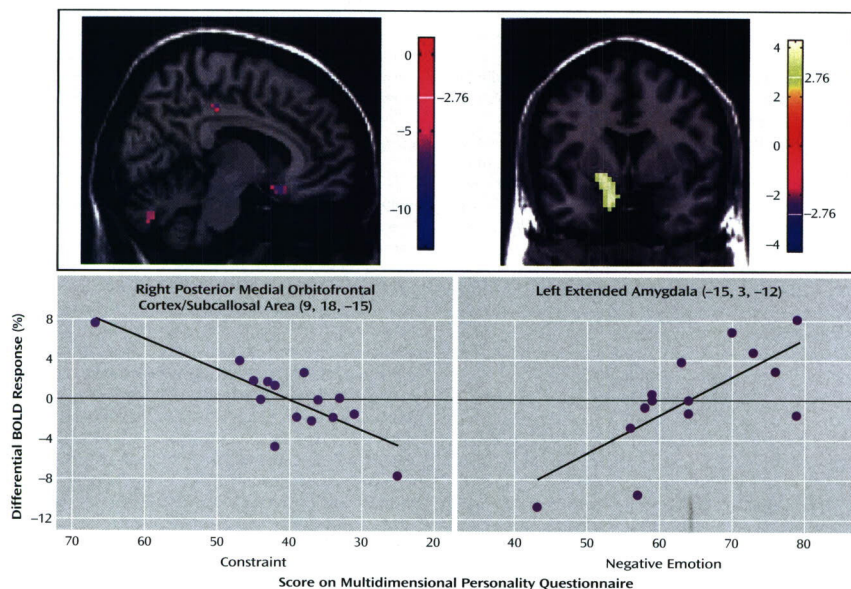 0
−2.76
−5
−10
4
2.76
2
0
−2
−2.76
−4
Right Posterior Medial Orbitofrontal
Cortex/Subcallosal Area (9, 18, −15)
Left Extended Amygdala (−15, 3, −12)
Differential BOLD Response (%)
8
4
0
−4
−8
−12
70 60 50 40 30 20
Constraint
40 50 60 70 80
Negative Emotion
Score on Multidimensional Personality Questionnaire